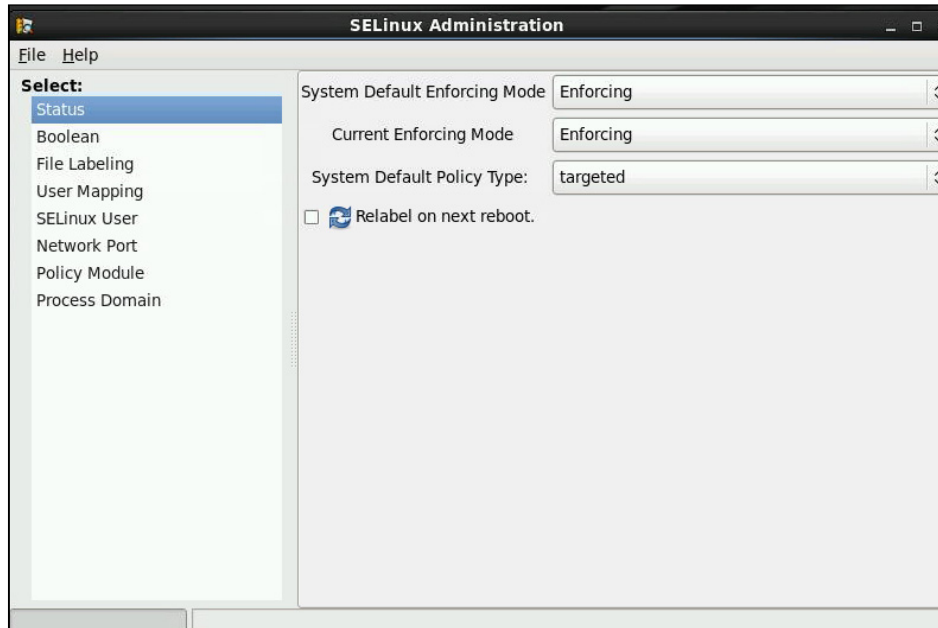 SELinux Administration
File Help
Select:
Status
Boolean
File Labeling
User Mapping
SELinux User
Network Port
Policy Module
Process Domain
System Default Enforcing Mode Enforcing
Current Enforcing Mode Enforcing
System Default Policy Type: targeted
Relabel on next reboot.